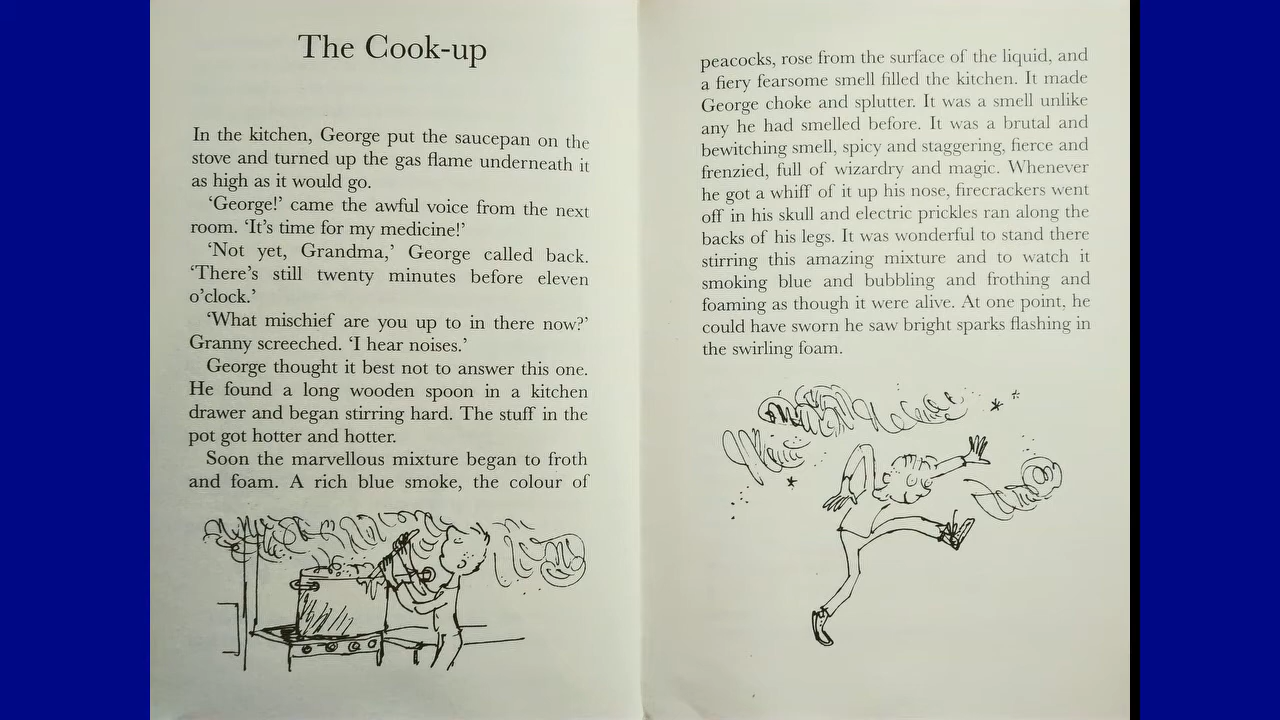 The Cook-up
In the kitchen, George put the saucepan on the
stove and turned up the gas flame underneath it
as high as it would go.
‘George!’ came the awful voice from the next
room. ‘It’s time for my medicine!’
‘Not yet, Grandma,’ George called back.
‘There’s still twenty minutes before eleven
o’clock.’
‘What mischief are you up to in there now?’
Granny screeched. ‘I hear noises.’
George thought it best not to answer this one.
He found a long wooden spoon in a kitchen
drawer and began stirring hard. The stuff in the
pot got hotter and hotter.
Soon the marvellous mixture began to froth
and foam. A rich blue smoke, the colour of
peacocks, rose from the surface of the liquid, and
a fiery fearsome smell filled the kitchen. It made
George choke and splutter. It was a smell unlike
any he had smelled before. It was a brutal and
bewitching smell, spicy and staggering, fierce and
frenzied, full of wizardry and magic. Whenever
he got a whiff of it up his nose, firecrackers went
off in his skull and electric prickles ran along the
backs of his legs. It was wonderful to stand there
stirring this amazing mixture and to watch it
smoking blue and bubbling and frothing and
foaming as though it were alive. At one point, he
could have sworn he saw bright sparks flashing in
the swirling foam.